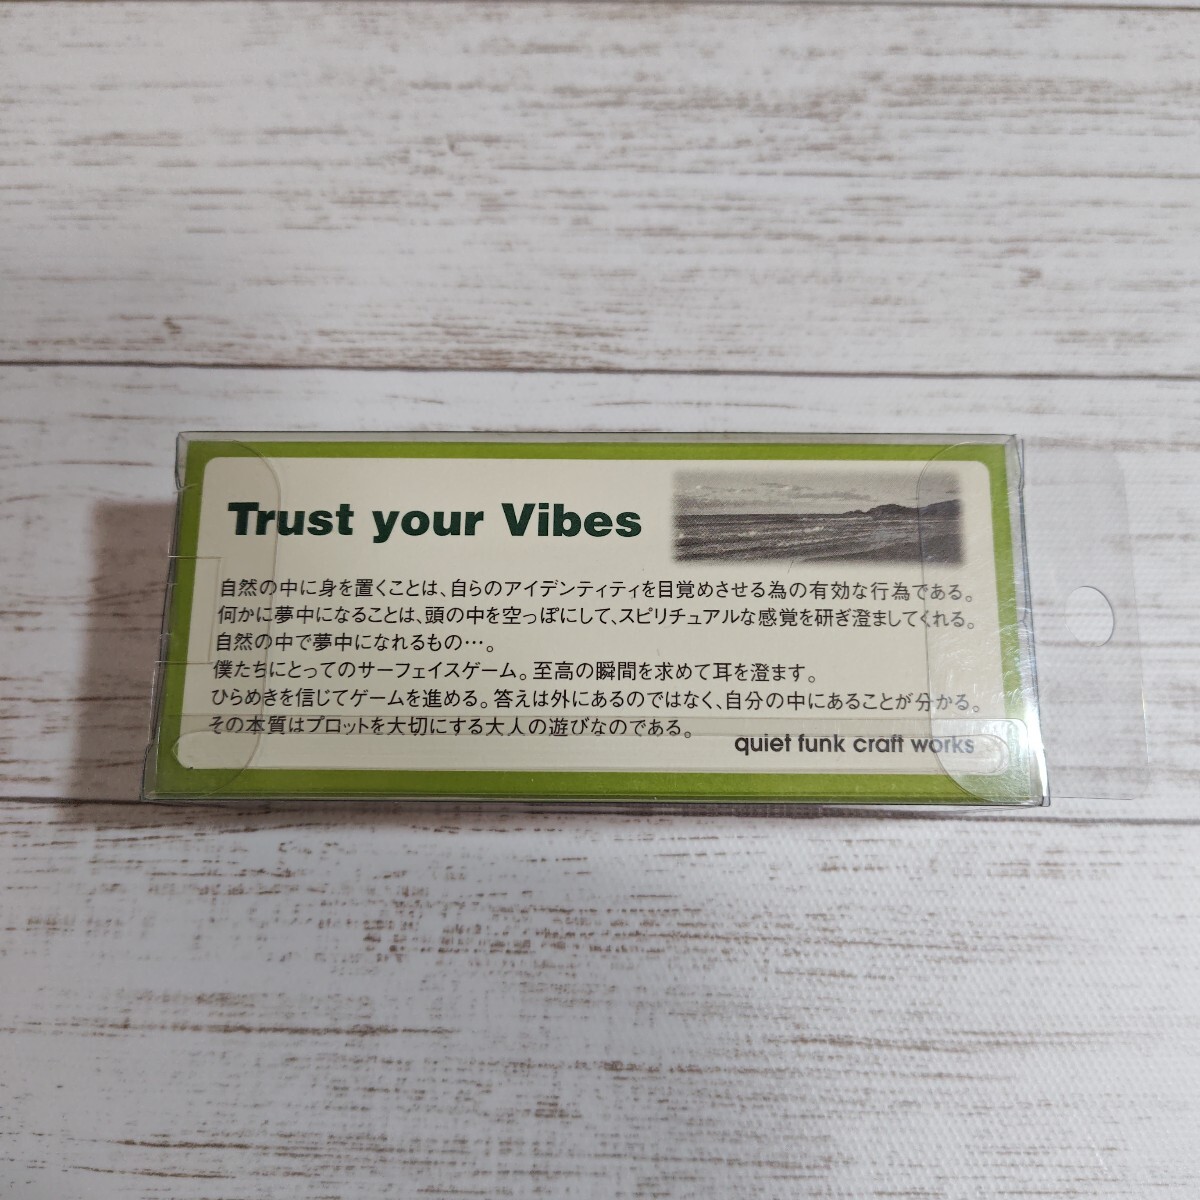 Trust your Vibes
自然の中に身を置くことは、自らのアイデンティティを目覚めさせる為の有効な行為である。
何かに夢中になることは、頭の中を空っぽにして、スピリチュアルな感覚を研ぎ澄ましてくれる。
自然の中で夢中になれるもの…。
僕たちにとってのサーフェイスゲーム。至高の瞬間を求めて耳を澄ます。
ひらめきを信じてゲームを進める。答えは外にあるのではなく、自分の中にあることが分かる。
その本質はプロットを大切にする大人の遊びなのである。
quiet funk craft works